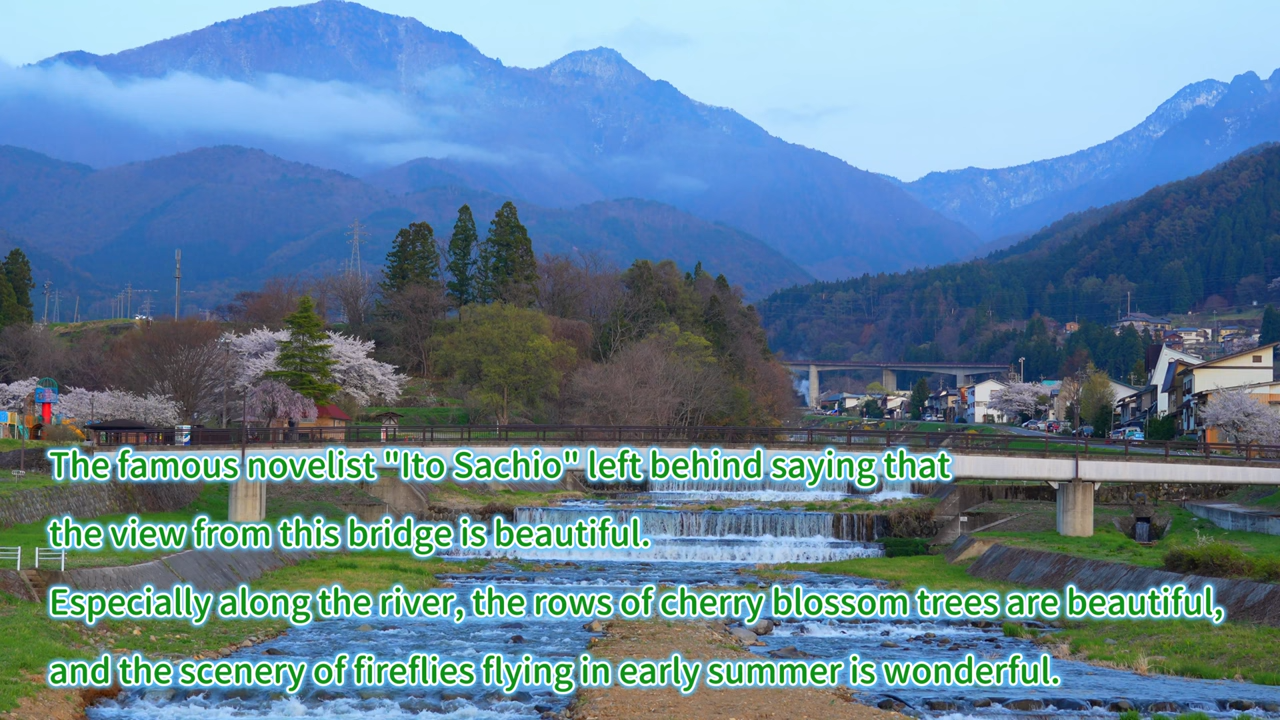 The famous novelist "Ito Sachio" left behind saying that
the view from this bridge is beautiful.
Especially along the river, the rows of cherry blossom trees are beautiful,
and the scenery of fireflies flying in early summer is wonderful.